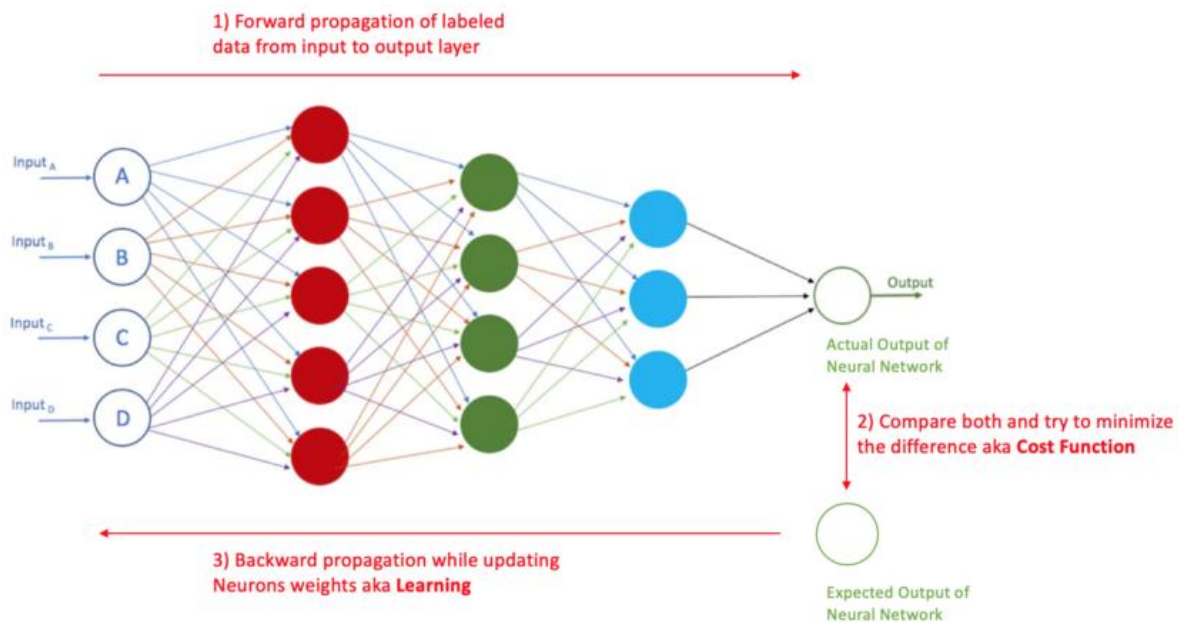 1) Forward propagation of labeled
data from input to output layer
Input A
A
Input B
B
Input C
C
Input D
D
Output
Actual Output of
Neural Network
2) Compare both and try to minimize
the difference aka Cost Function
3) Backward propagation while updating
Neurons weights aka Learning
Expected Output of
Neural Network